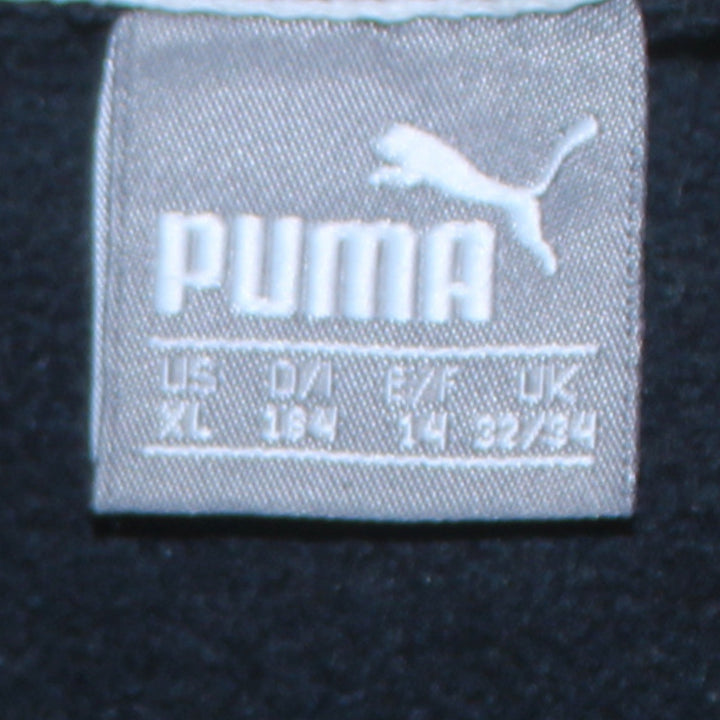 PUMA
US D/I E/F UK
XL 164 14 32/34